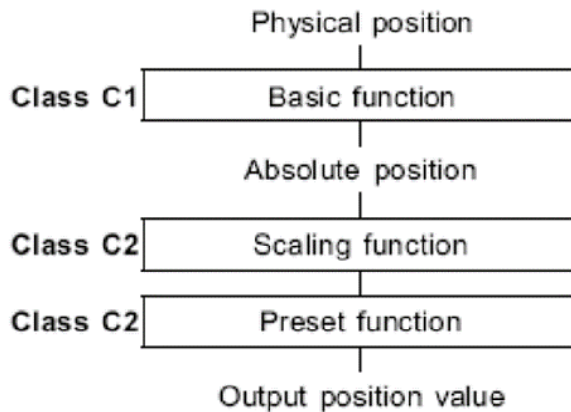 Physical position
Class C1 Basic function
Absolute position
Class C2 Scaling function
Class C2 Preset function
Output position value